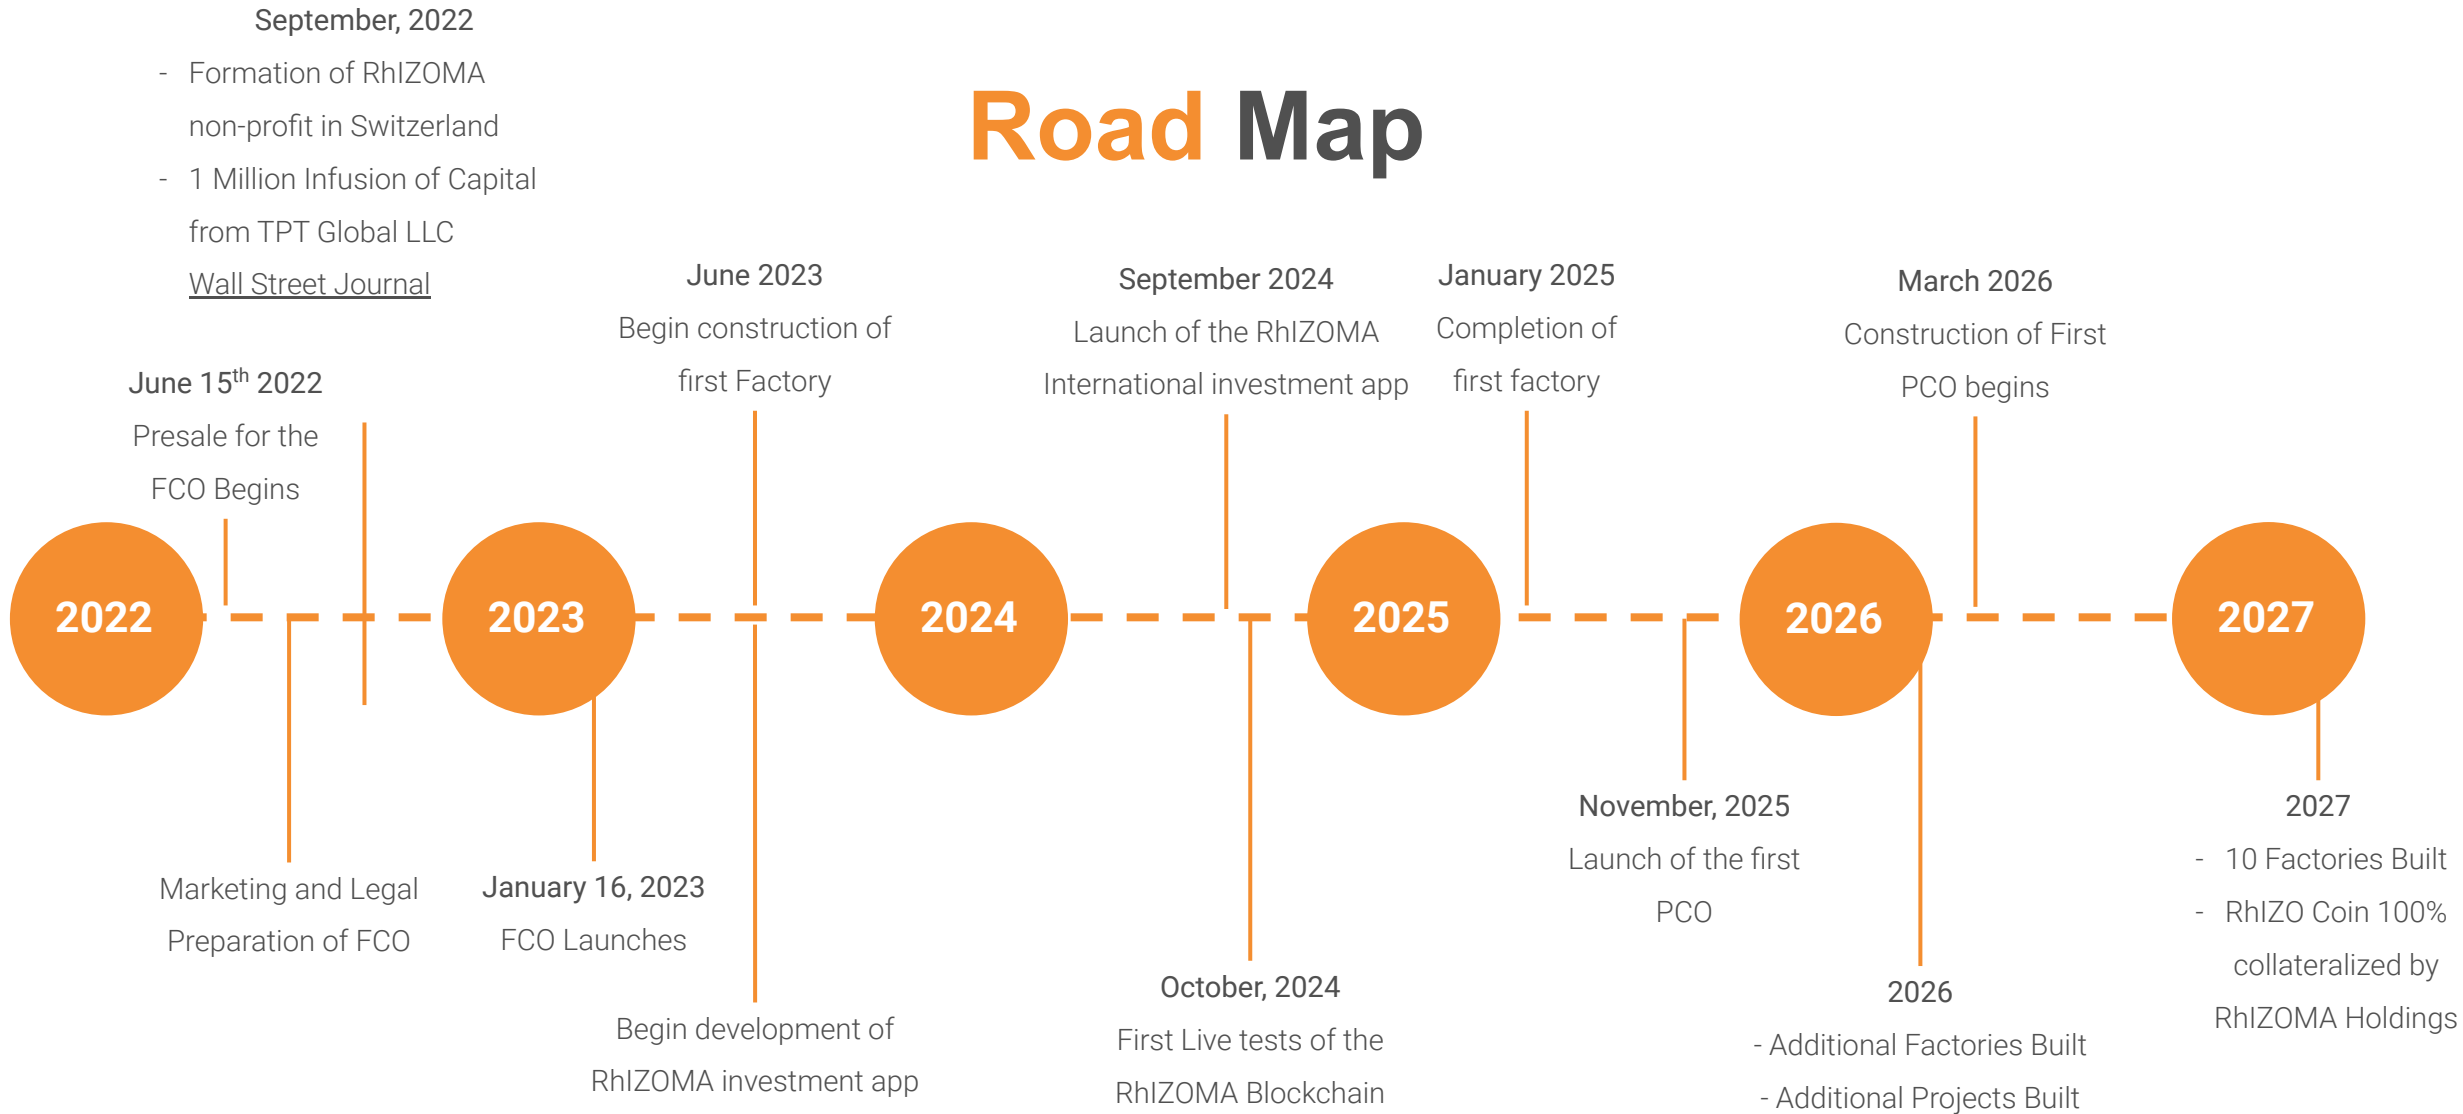 September, 2022
- Formation of RhIZOMA
non-profit in Switzerland
- 1 Million Infusion of Capital
from TPT Global LLC
Wall Street Journal
Road Map
June 15th 2022
Presale for the
FCO Begins
June 2023
Begin construction of
first Factory
September 2024
Launch of the RhIZOMA
International investment app
January 2025
Completion of
first factory
March 2026
Construction of First
PCO begins
2022
2023
2024
2025
2026
2027
Marketing and Legal
Preparation of FCO
January 16, 2023
FCO Launches
Begin development of
RhIZOMA investment app
October, 2024
First Live tests of the
RhIZOMA Blockchain
November, 2025
Launch of the first
PCO
2026
- Additional Factories Built
- Additional Projects Built
2027
- 10 Factories Built
- RhIZO Coin 100%
collateralized by
RhIZOMA Holdings